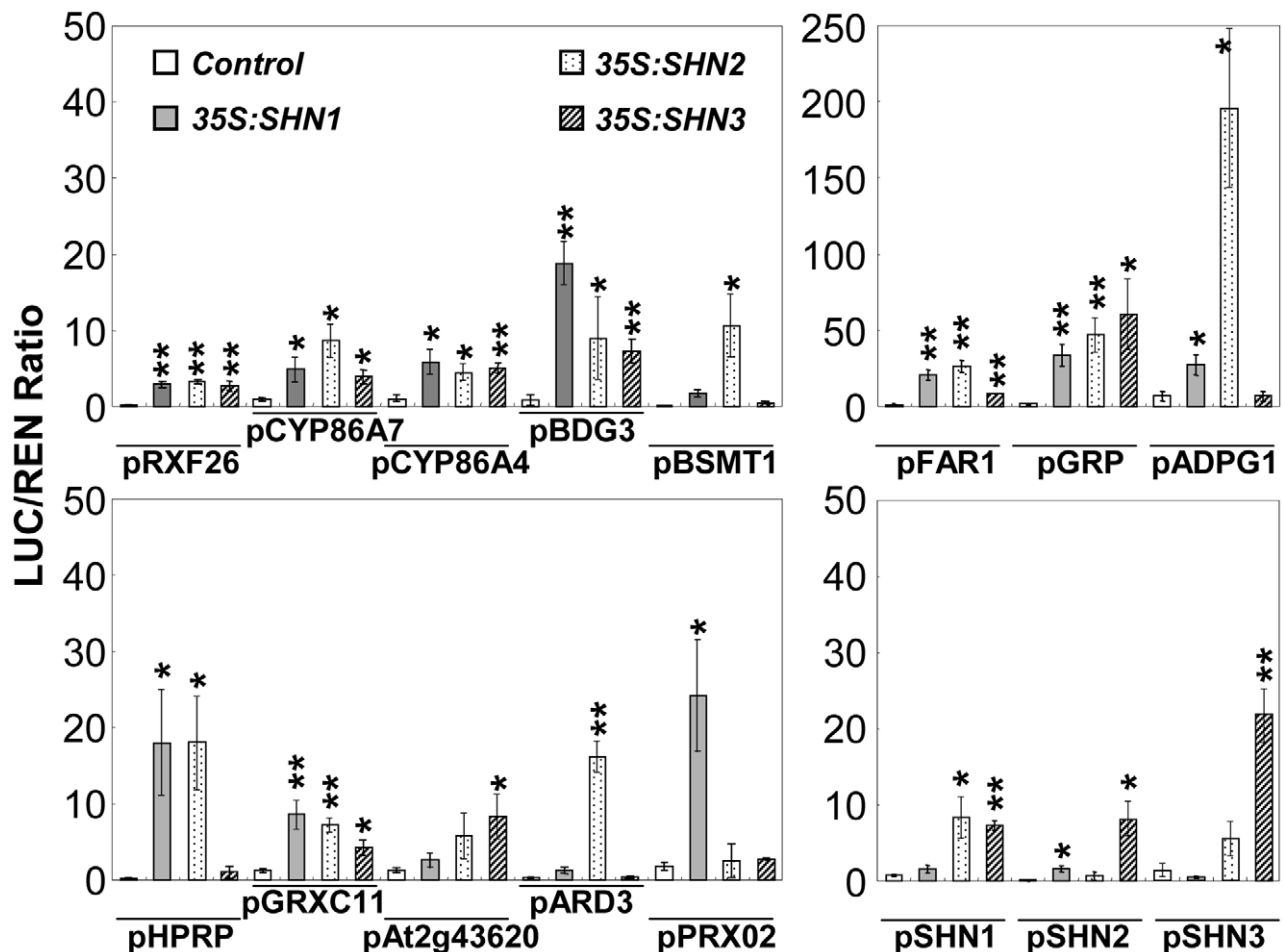 LUC/REN Ratio
50
40
30
20
10
0
Control
35S:SHN1
35S:SHN2
35S:SHN3
** ** ** * * * * * ** ** * ** *
pRXF26
pCYP86A7
pCYP86A4
pBDG3
pBSMT1
250
200
150
100
50
0
** ** ** ** ** * * *
pFAR1 pGRP pADPG1
50
40
30
20
10
0
* * ** ** * * ** *
pHPRP
pGRXC11
pAt2g43620
pARD3
pPRX02
50
40
30
20
10
0
* ** * * **
pSHN1 pSHN2 pSHN3